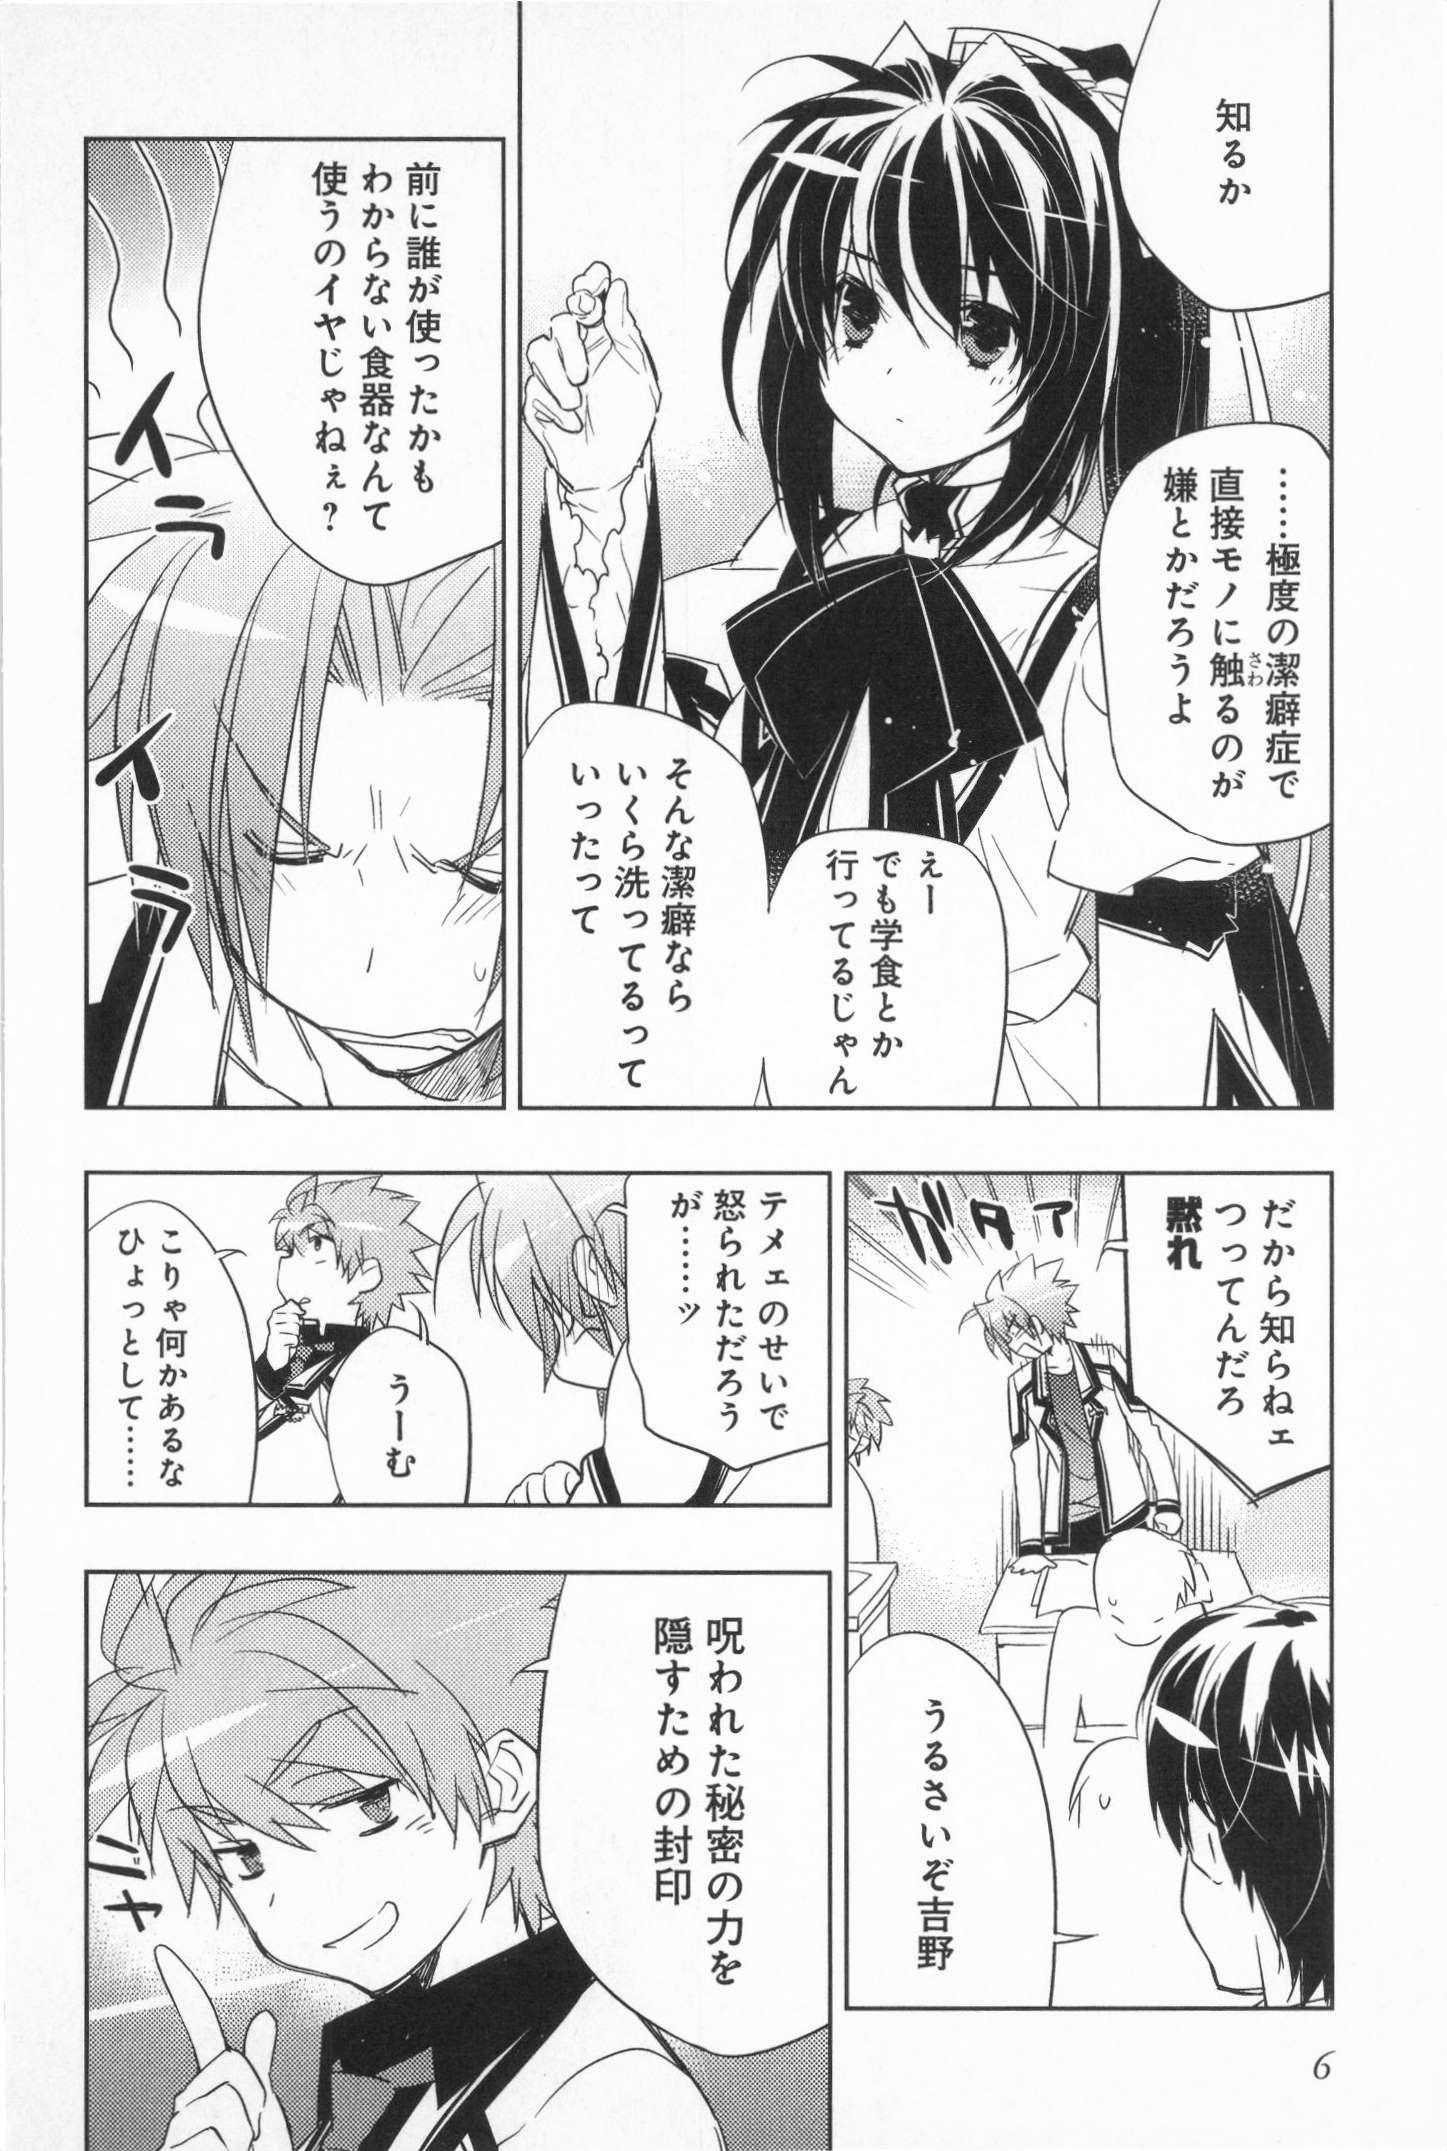 知るか
……極度の潔癖症で
直接モノに触るのが
さわ
嫌とかだろうよ
えー
でも学食とか
行ってるじゃん
そんな潔癖なら
いくら洗ってるって
いったって
前に誰が使ったかも
わからない食器なんて
使うのイヤじゃねぇ?
イラ
イラ
だから知らねェ
つってんだろ
黙れ
ガタァ
うるさいぞ吉野
テメェのせいで
怒られただろう
が……ッ
うーむ
こりゃ何かあるな
ひょっとして……
呪われた秘密の力を
隠すための封印
ニヤ
6